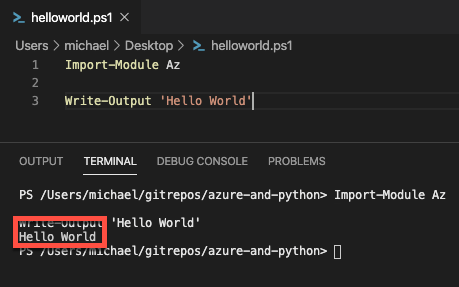 helloworld.ps1
Users > michael > Desktop > helloworld.ps1
1 Import-Module Az
2
3 Write-Output 'Hello World'
OUTPUT TERMINAL DEBUG CONSOLE PROBLEMS
PS /Users/michael/gitrepos/azure-and-python> Import-Module Az
Write-Output 'Hello World'
Hello World
PS /Users/michael/gitrepos/azure-and-python>